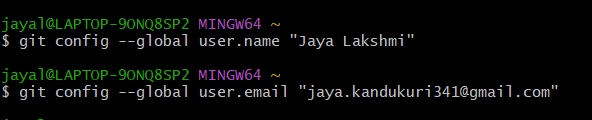 jayal@LAPTOP-9ONQ8SP2 MINGW64 ~
$ git config --global user.name "Jaya Lakshmi"
jayal@LAPTOP-9ONQ8SP2 MINGW64 ~
$ git config --global user.email "jaya.kandukuri341@gmail.com"